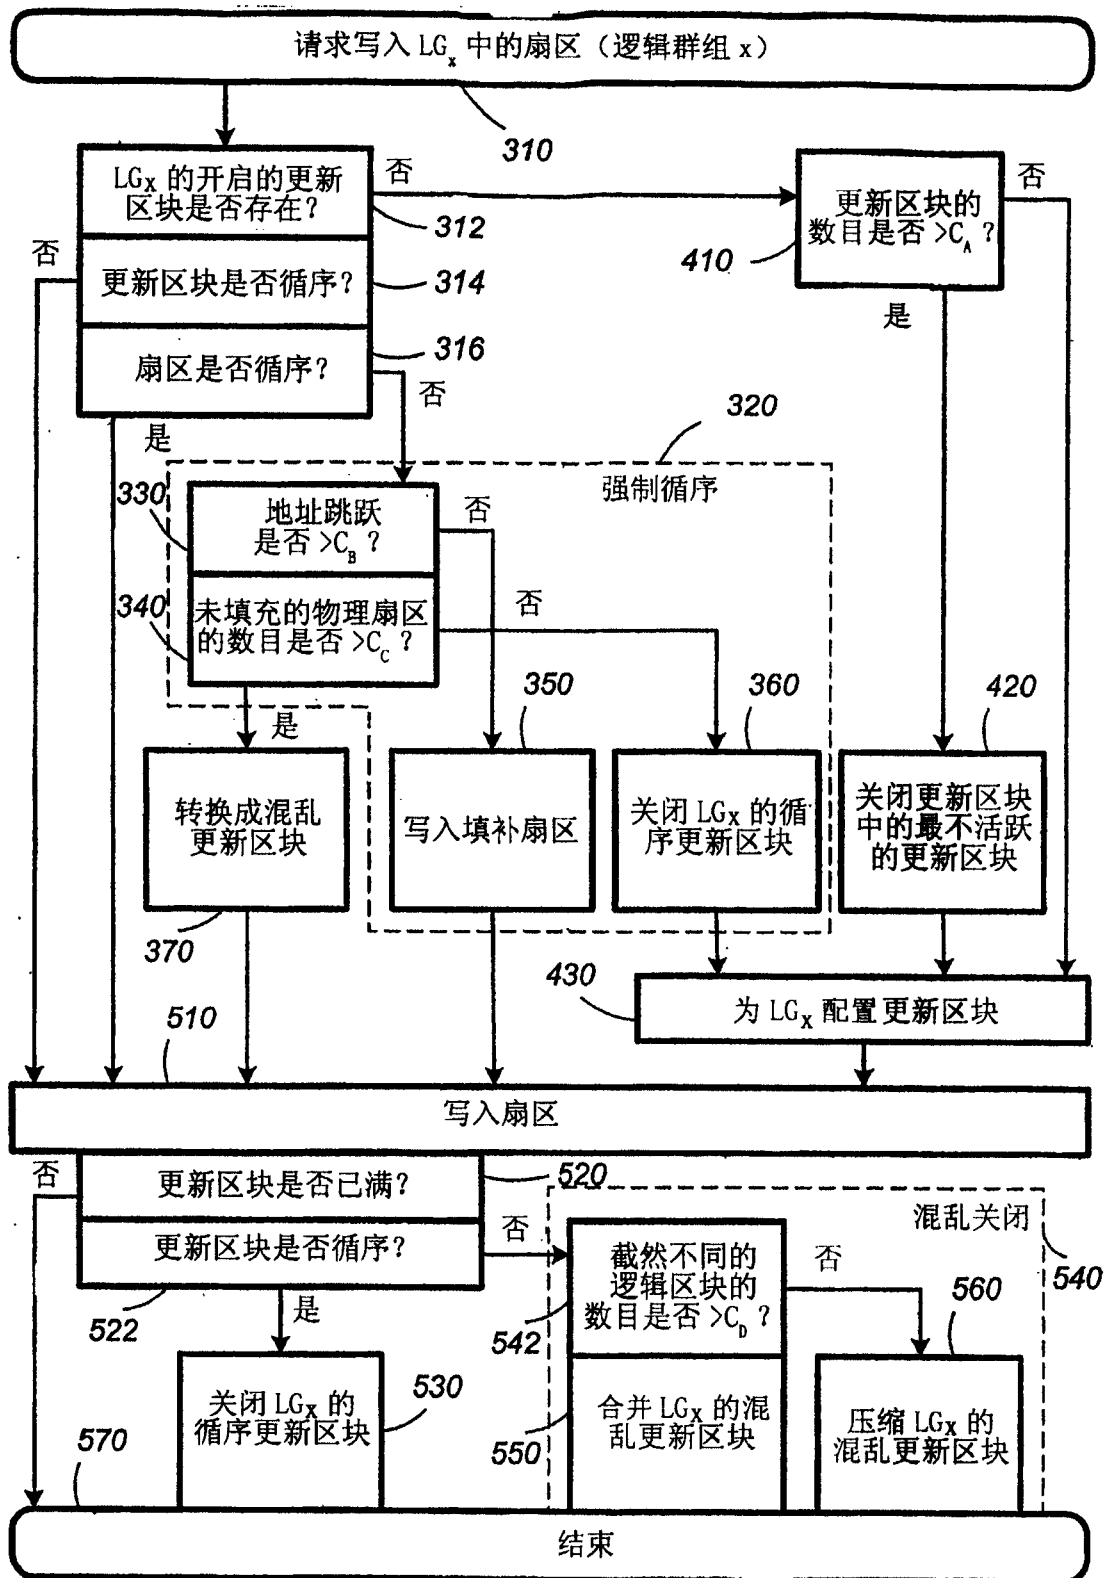 请求写入 LGx 中的扇区（逻辑群组 x）
310
LGX 的开启的更新
区块是否存在？
否
312
更新区块的
数目是否 >CA ？
否
410
否
更新区块是否循序？
314
是
扇区是否循序？
316
否
是
320
强制循序
330
地址跳跃
是否 >CB ？
否
340
未填充的物理扇区
的数目是否 >CC ？
否
是
350
360
420
转换成混乱
更新区块
写入填补扇区
关闭 LGX 的循
序更新区块
关闭更新区块
中的最不活跃
的更新区块
370
430
为 LGX 配置更新区块
510
写入扇区
否
更新区块是否已满？
520
混乱关闭
540
更新区块是否循序？
否
522
是
截然不同的
逻辑区块的
数目是否 >CD ？
否
542
560
关闭 LGX 的
循序更新区块
530
合并 LGX 的混
乱更新区块
550
压缩 LGX 的
混乱更新区块
570
结束